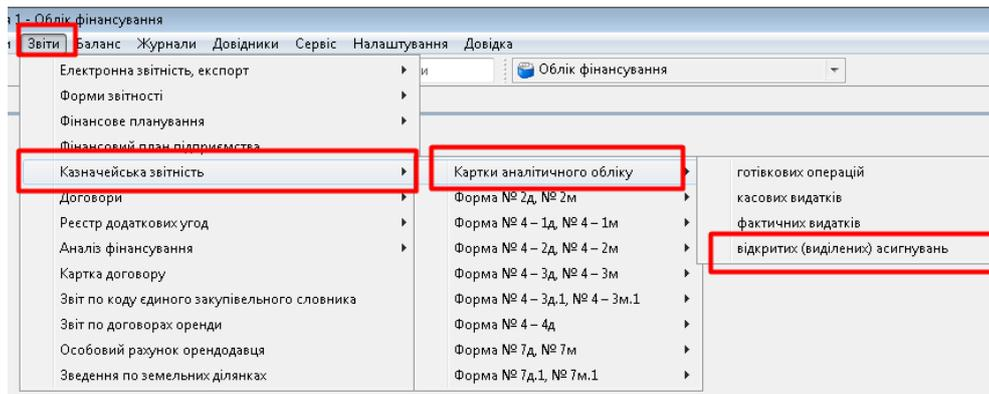 1 - Облік фінансування
и Звіти Баланс Журнали Довідники Сервіс Налаштування Довідка
и Облік фінансування
Електронна звітність, експорт
Форми звітності
Фінансове планування
Фінансовий план підприємства
Казначейська звітність
Договори
Реєстр додаткових угод
Аналіз фінансування
Картка договору
Звіт по коду єдиного закупівельного словника
Звіт по договорах оренди
Особовий рахунок орендодавця
Зведення по земельних ділянках
Картки аналітичного обліку
Форма № 2д, № 2м
Форма № 4 – 1д, № 4 – 1м
Форма № 4 – 2д, № 4 – 2м
Форма № 4 – 3д, № 4 – 3м
Форма № 4 – 3д.1, № 4 – 3м.1
Форма № 4 – 4д
Форма № 7д, № 7м
Форма № 7д.1, № 7м.1
готівкових операцій
касових видатків
фактичних видатків
відкритих (виділених) асигнувань